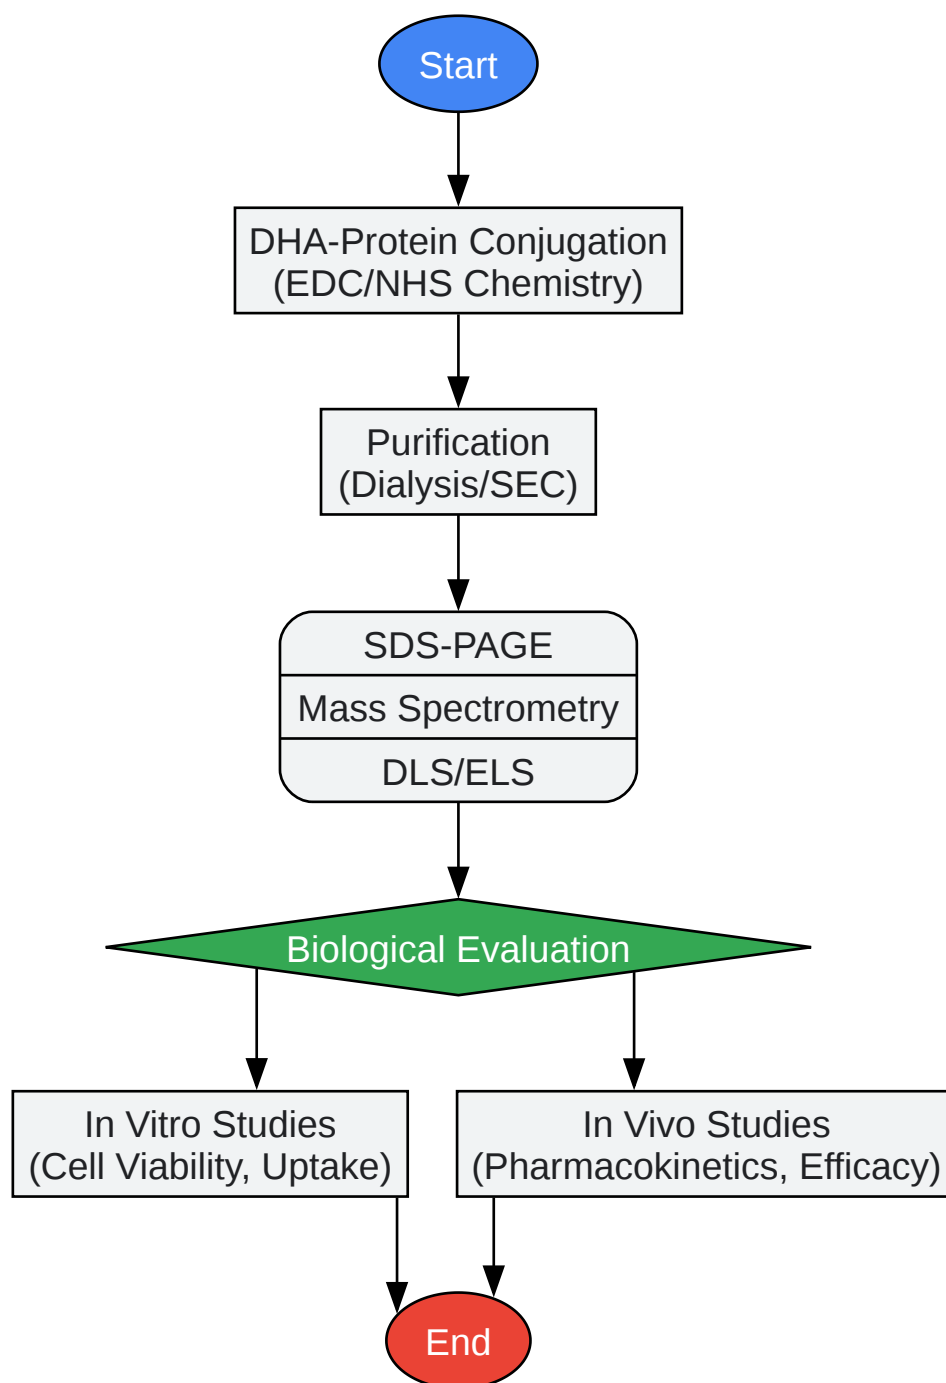 Start
DHA-Protein Conjugation
(EDC/NHS Chemistry)
Purification
(Dialysis/SEC)
SDS-PAGE
Mass Spectrometry
DLS/ELS
Biological Evaluation
In Vitro Studies
(Cell Viability, Uptake)
In Vivo Studies
(Pharmacokinetics, Efficacy)
End